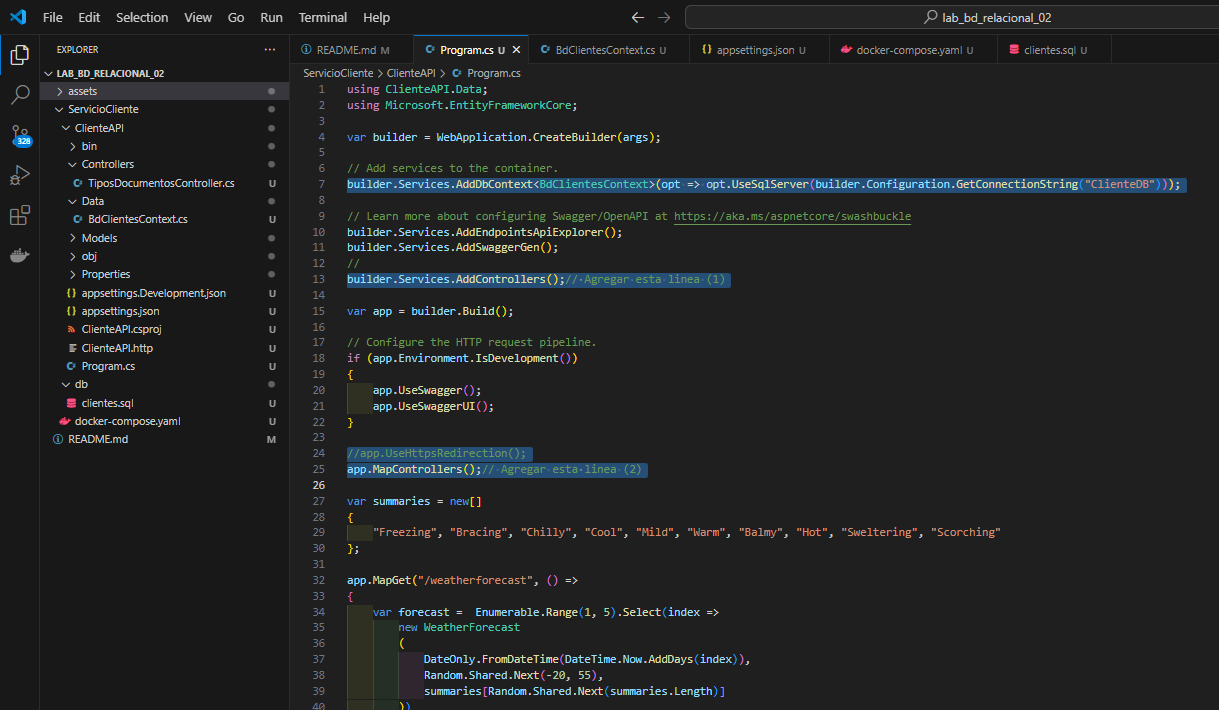 File Edit Selection View Go Run Terminal Help
lab_bd_relacional_02
EXPLORER
LAB_BD_RELACIONAL_02
assets
ServicioCliente
ClienteAPI
bin
Controllers
TiposDocumentosController.cs U
Data
BdClientesContext.cs U
Models
obj
Properties
appsettings.Development.json U
appsettings.json U
ClienteAPI.csproj U
ClienteAPI.http U
Program.cs U
db
clientes.sql U
docker-compose.yaml U
README.md M
328
README.md M Program.cs U BdClientesContext.cs U appsettings.json U docker-compose.yaml U clientes.sql U
ServicioCliente > ClienteAPI > Program.cs
1 using ClienteAPI.Data;
2 using Microsoft.EntityFrameworkCore;
3
4 var builder = WebApplication.CreateBuilder(args);
5
6 // Add services to the container.
7 builder.Services.AddDbContext<BdClientesContext>(opt => opt.UseSqlServer(builder.Configuration.GetConnectionString("ClienteDB")));
8
9 // Learn more about configuring Swagger/OpenAPI at https://aka.ms/aspnetcore/swashbuckle
10 builder.Services.AddEndpointsApiExplorer();
11 builder.Services.AddSwaggerGen();
12 //
13 builder.Services.AddControllers();// Agregar esta linea (1)
14
15 var app = builder.Build();
16
17 // Configure the HTTP request pipeline.
18 if (app.Environment.IsDevelopment())
19 {
20 app.UseSwagger();
21 app.UseSwaggerUI();
22 }
23
24 //app.UseHttpsRedirection();
25 app.MapControllers();// Agregar esta linea (2)
26
27 var summaries = new[]
28 {
29 "Freezing", "Bracing", "Chilly", "Cool", "Mild", "Warm", "Balmy", "Hot", "Sweltering", "Scorching"
30 };
31
32 app.MapGet("/weatherforecast", () =>
33 {
34 var forecast =  Enumerable.Range(1, 5).Select(index =>
35 new WeatherForecast
36 (
37 DateOnly.FromDateTime(DateTime.Now.AddDays(index)),
38 Random.Shared.Next(-20, 55),
39 summaries[Random.Shared.Next(summaries.Length)]
40 ))